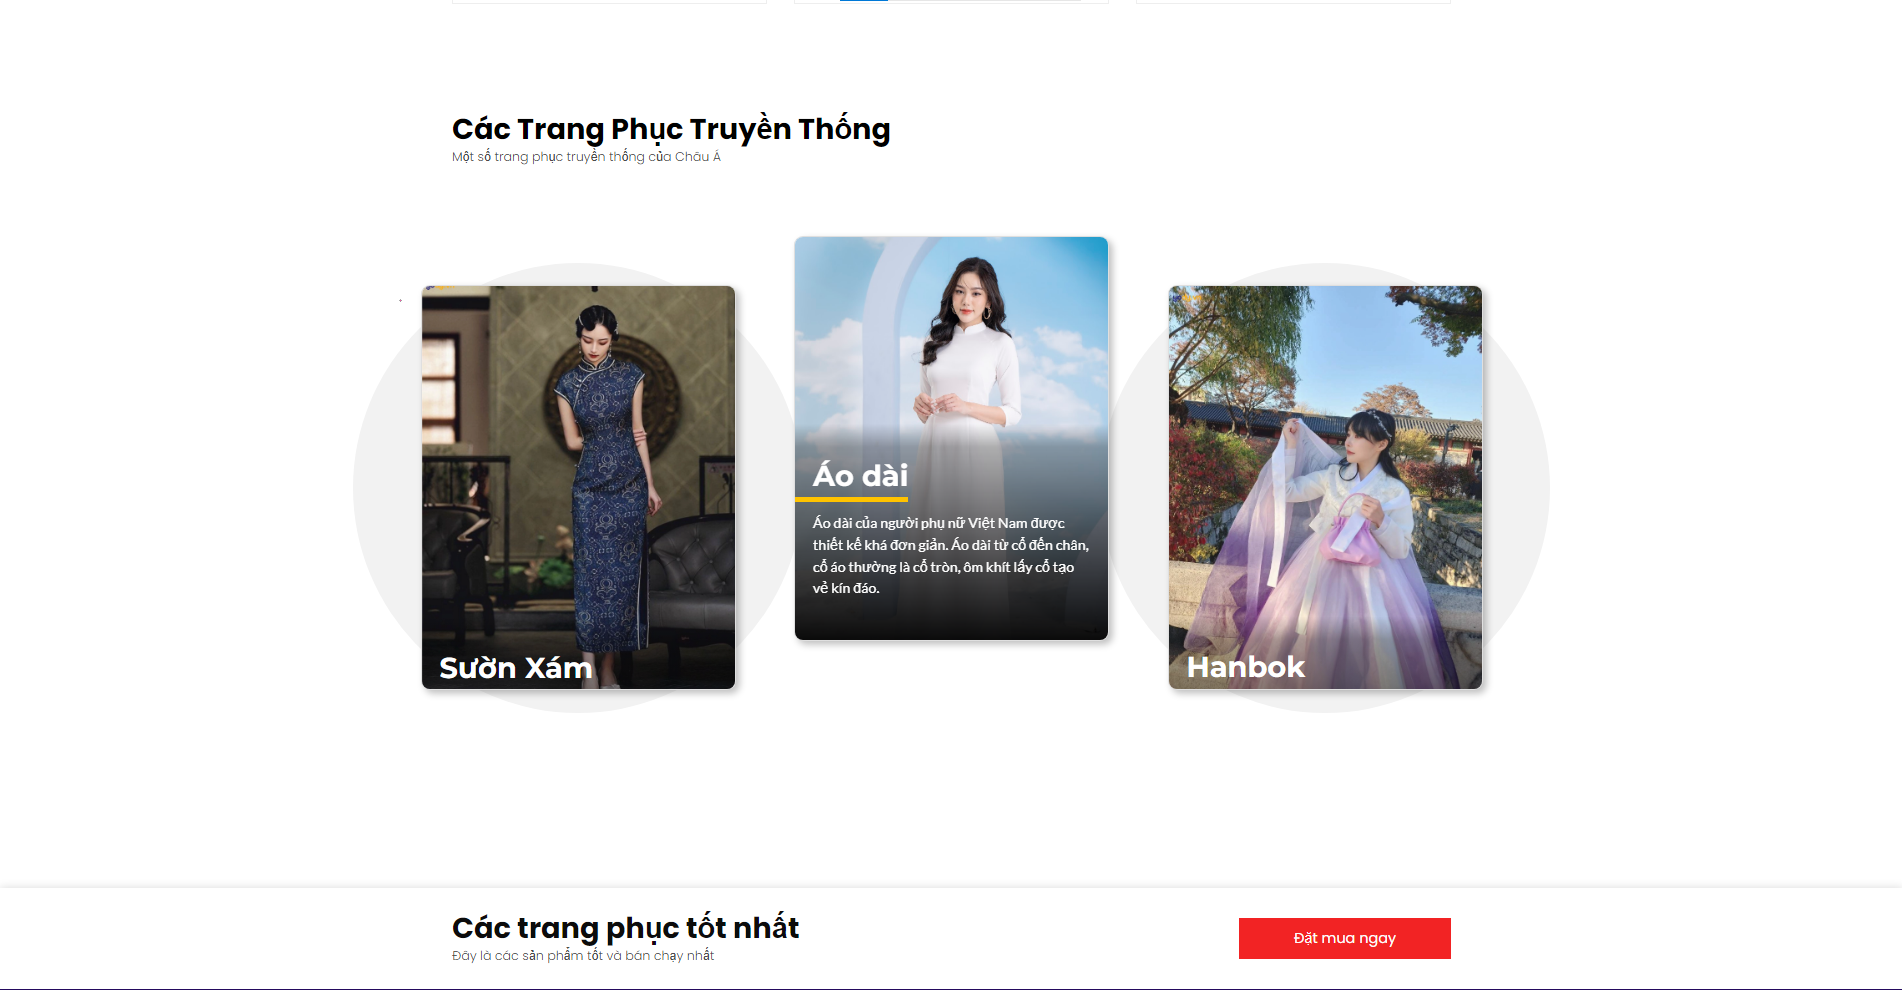 Các Trang Phục Truyền Thống
Một số trang phục truyền thống của Châu Á
Sườn Xám
Áo dài
Áo dài của người phụ nữ Việt Nam được
thiết kế khá đơn giản. Áo dài từ cổ đến chân,
cổ áo thường là cổ tròn, ôm khít lấy cổ tạo
vẻ kín đáo.
Hanbok
Các trang phục tốt nhất
Đây là các sản phẩm tốt và bán chạy nhất
Đặt mua ngay